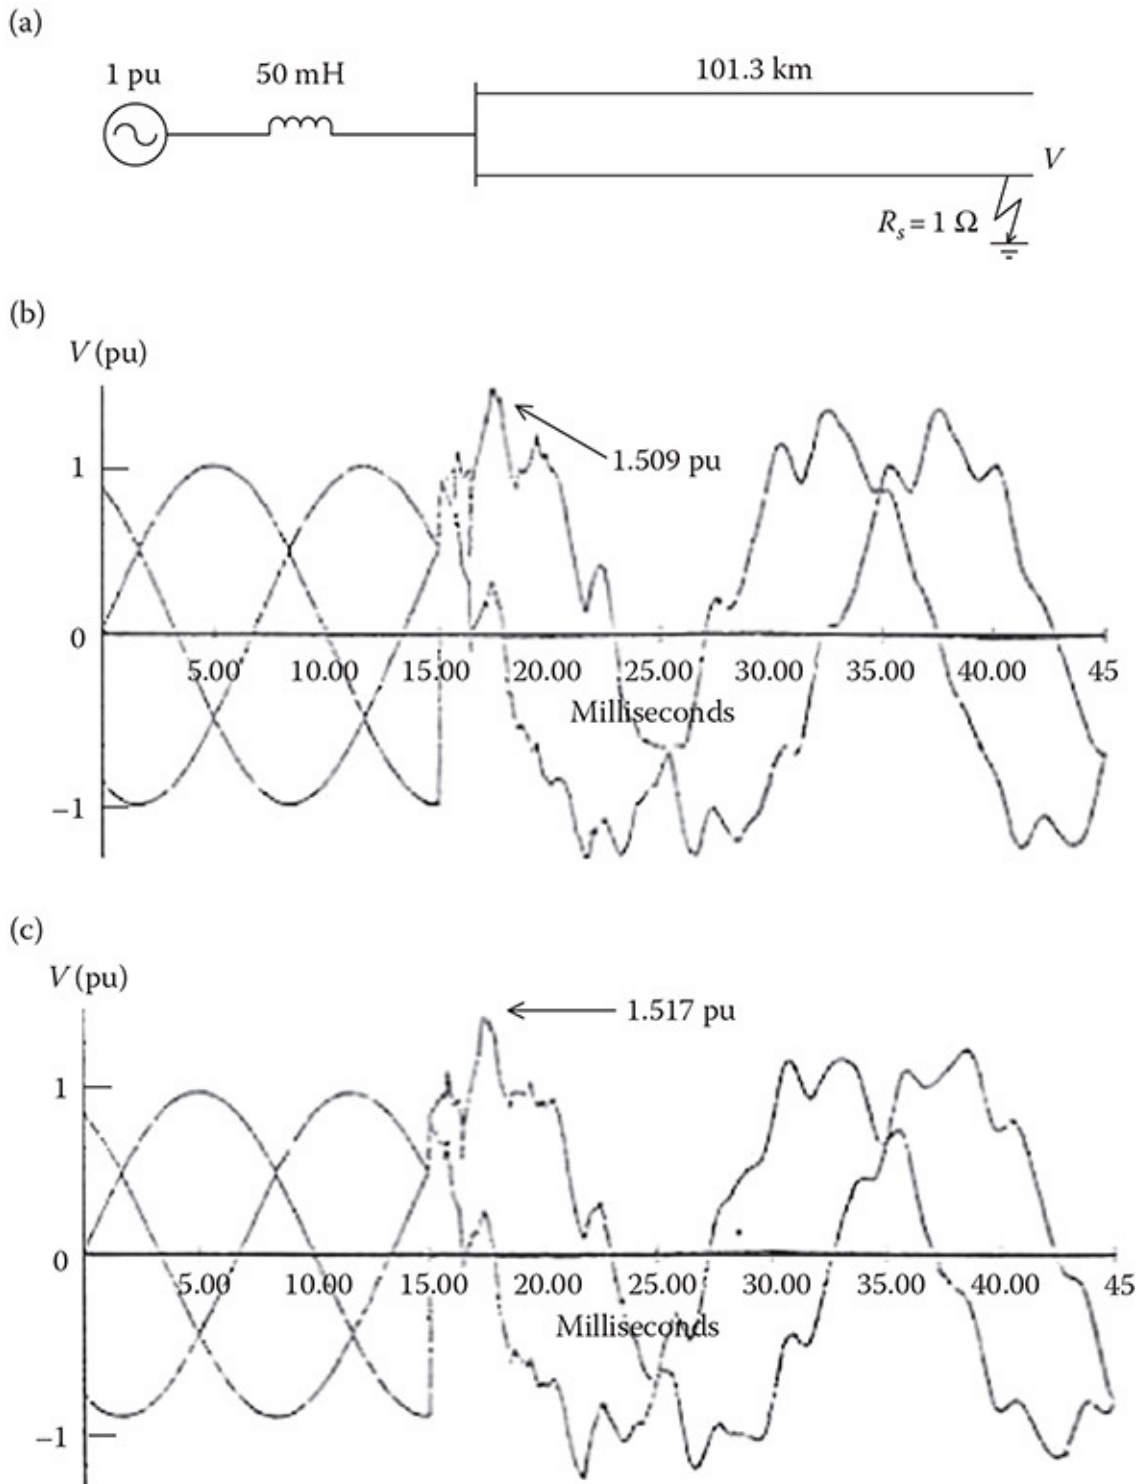 (a)
1 pu
50 mH
101.3 km
V
Rs = 1 Ω
(b)
V (pu)
1
1.509 pu
0
5.00 10.00 15.00 20.00 25.00 30.00 35.00 40.00 45
Milliseconds
–1
(c)
V (pu)
1.517 pu
1
0
5.00 10.00 15.00 20.00 25.00 30.00 35.00 40.00 45
Milliseconds
–1